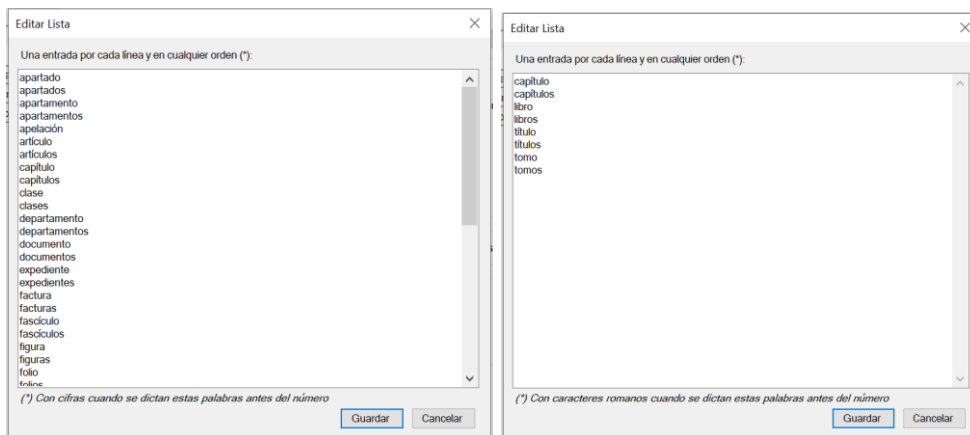 Editar Lista
Una entrada por cada línea y en cualquier orden (*):
apartado
apartados
apartamento
apartamentos
apelación
artículo
artículos
capítulo
capítulos
clase
clases
departamento
departamentos
documento
documentos
expediente
expedientes
factura
facturas
fascículo
fascículos
figura
figuras
folio
folios
(*) Con cifras cuando se dictan estas palabras antes del número
Guardar Cancelar
Editar Lista
Una entrada por cada línea y en cualquier orden (*):
capítulo
capítulos
libro
libros
título
títulos
tomo
tomos
(*) Con caracteres romanos cuando se dictan estas palabras antes del número
Guardar Cancelar